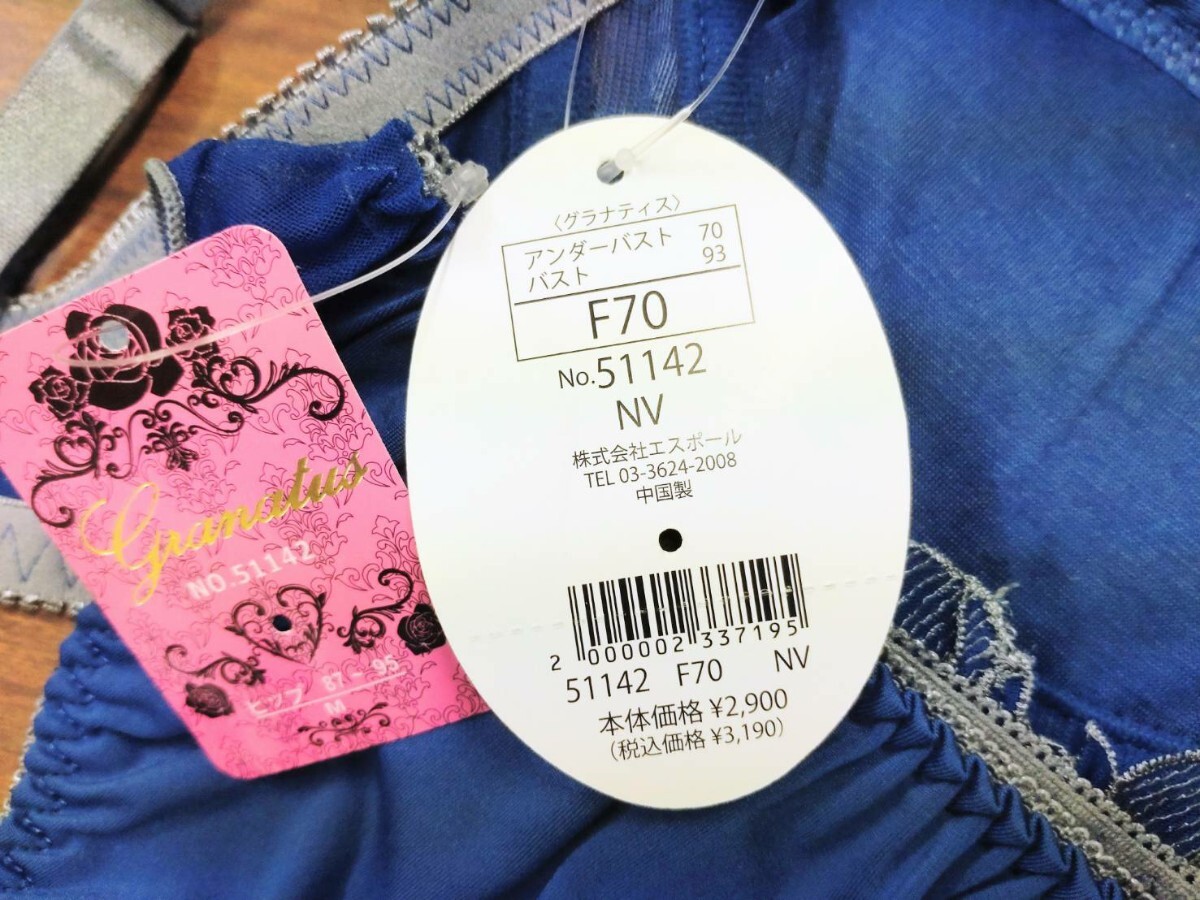 Granatus
NO.51142
ヒップ 87 ~ 95
M
〈グラナティス〉
アンダーバスト 70
バスト 93
F70
No.51142
NV
株式会社エスポール
TEL 03-3624-2008
中国製
2 000002 337195
51142 F70 NV
本体価格 ¥2,900
(税込価格 ¥3,190)